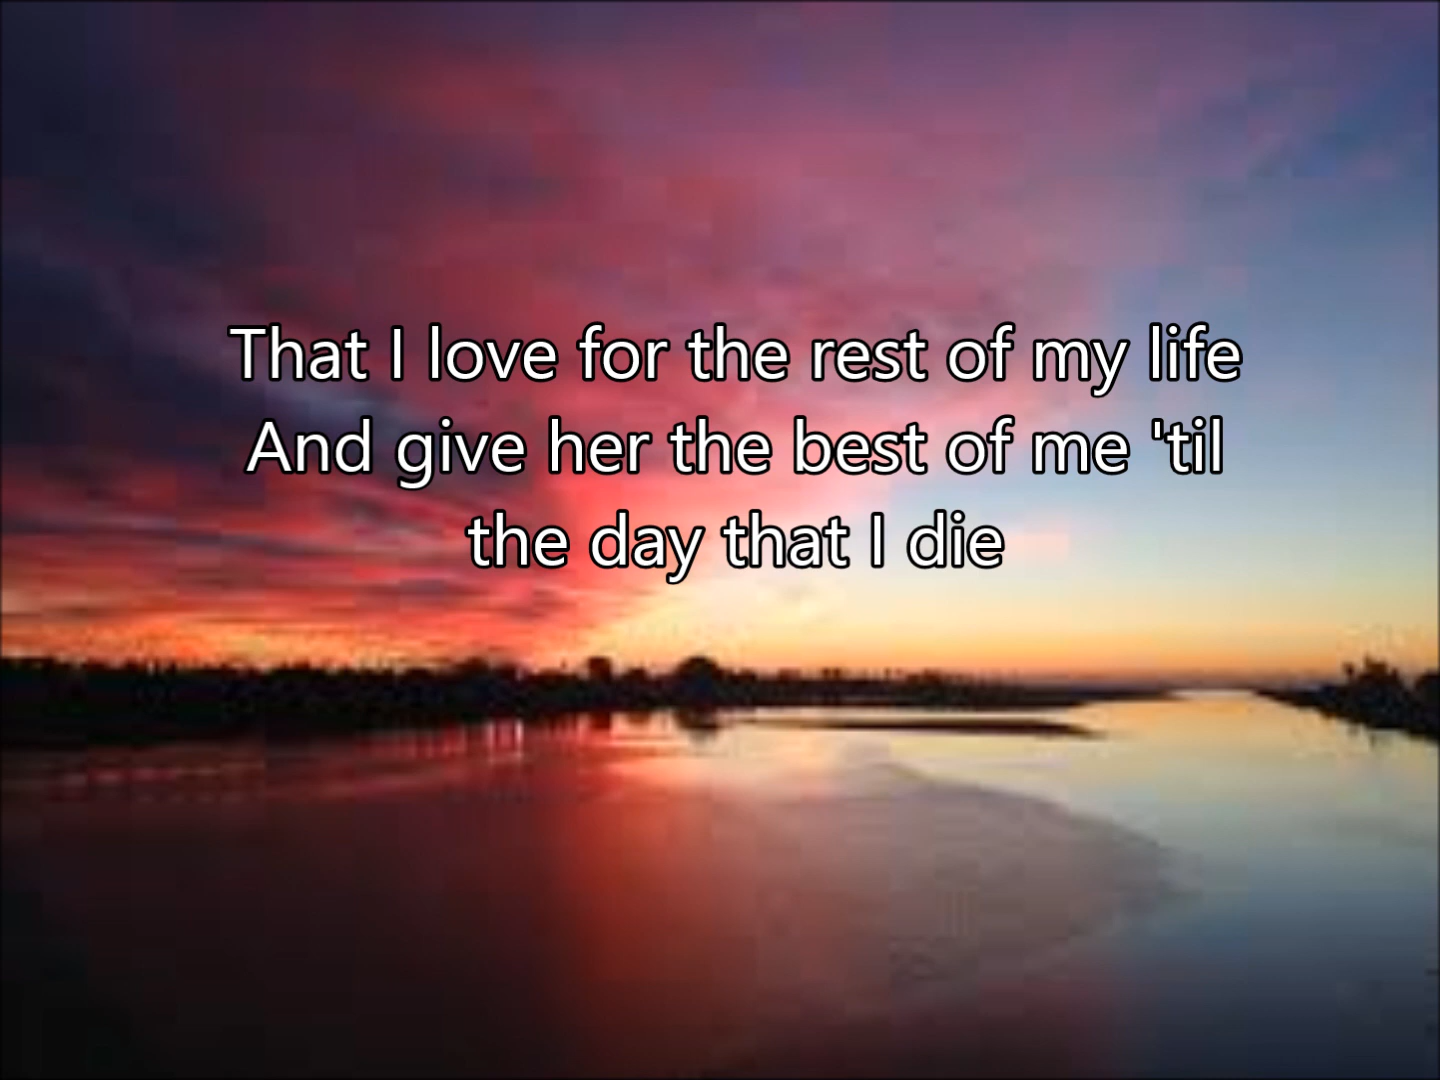 That I love for the rest of my life
And give her the best of me 'til
the day that I die